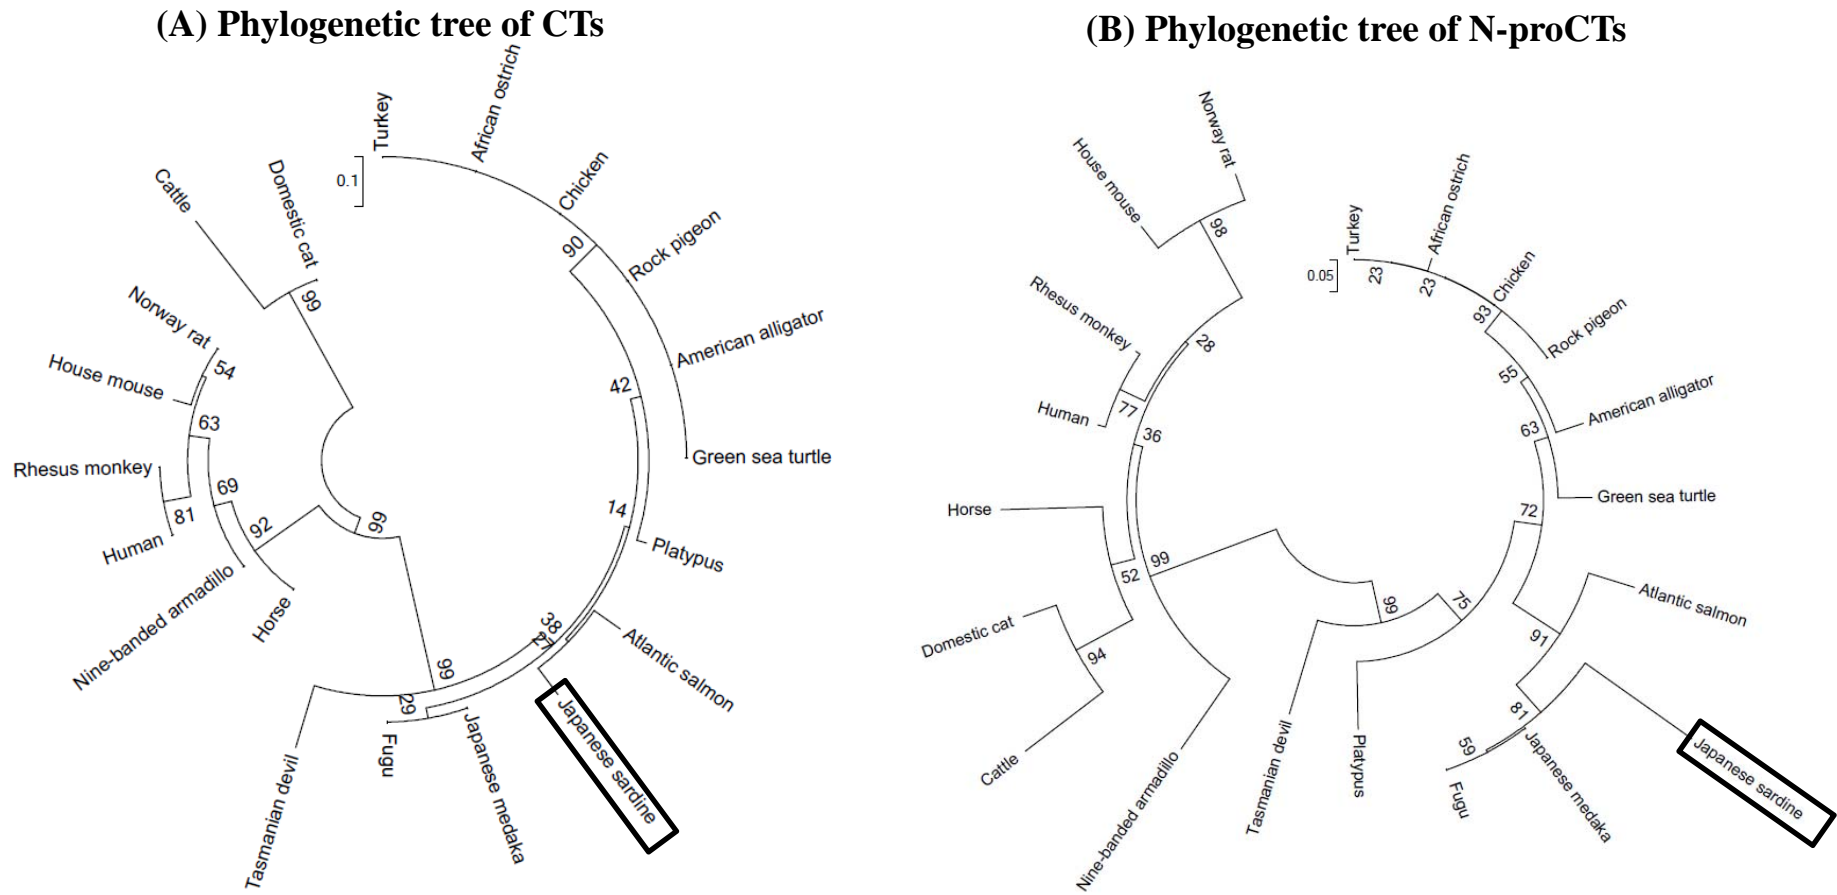 (A) Phylogenetic tree of CTs
Turkey
African ostrich
Chicken
Rock pigeon
American alligator
Green sea turtle
Platypus
Atlantic salmon
Japanese sardine
Japanese medaka
Fugu
Tasmanian devil
Horse
Nine-banded armadillo
Human
Rhesus monkey
House mouse
Norway rat
Cattle
Domestic cat
0.1
90
42
14
38
27
29
99
99
92
69
81
63
54
99
(B) Phylogenetic tree of N-proCTs
Turkey
African ostrich
Chicken
Rock pigeon
American alligator
Green sea turtle
Atlantic salmon
Japanese sardine
Japanese medaka
Fugu
Platypus
Tasmanian devil
Nine-banded armadillo
Cattle
Domestic cat
Horse
Human
Rhesus monkey
House mouse
Norway rat
0.05
23
23
93
55
63
72
91
81
59
75
99
99
94
52
36
77
28
98